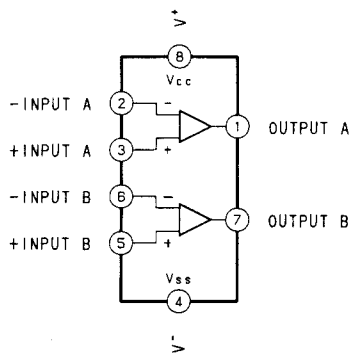 V+
8
Vcc
-INPUT A 2 -
1 OUTPUT A
+INPUT A 3 +
-INPUT B 6 -
7 OUTPUT B
+INPUT B 5 +
Vss
4
V-